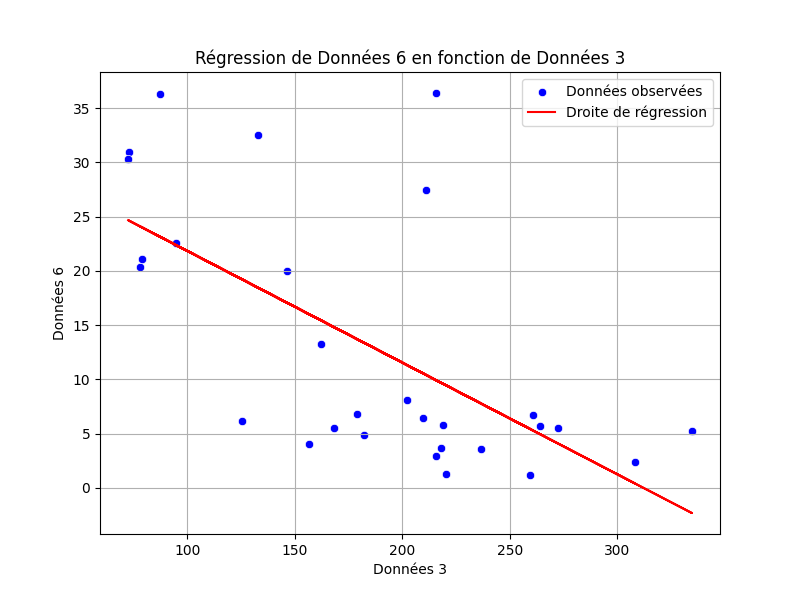 Régression de Données 6 en fonction de Données 3
Données observées
Droite de régression
35
30
25
20
15
10
5
0
Données 6
100 150 200 250 300
Données 3